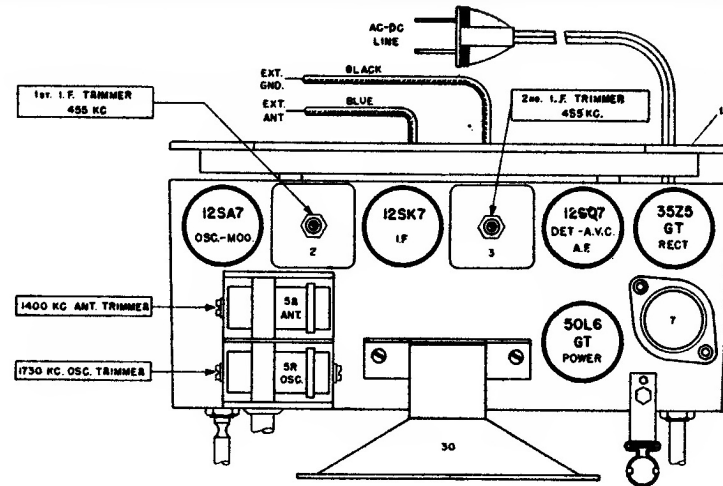 AC-DC
LINE
EXT.
GND.
BLACK
EXT.
ANT
BLUE
1ST. I.F. TRIMMER
455 KC
2ND. I.F. TRIMMER
455 KC.
1
12SA7
OSC.-MOD.
2
12SK7
I.F
3
12SQ7
DET-A.V.C.
A.F
35Z5
GT
RECT
1400 KC ANT. TRIMMER
5A
ANT.
50L6
GT
POWER
7
1730 KC. OSC. TRIMMER
5R
OSC.
30